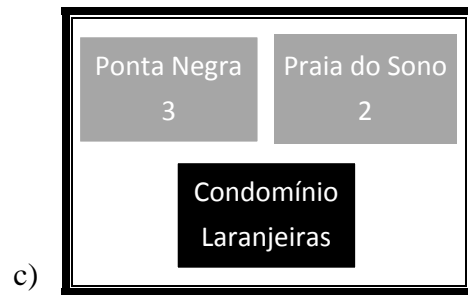 Ponta Negra
3
Praia do Sono
2
Condomínio
Laranjeiras
c)